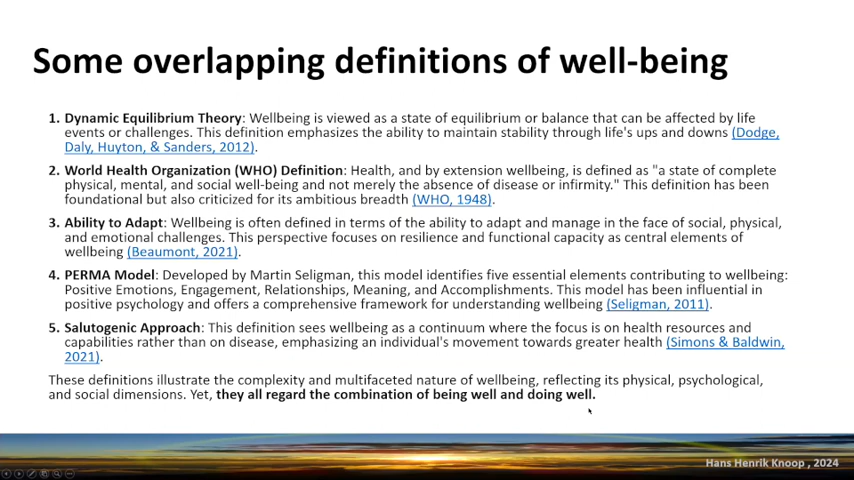 Some overlapping definitions of well-being
1. Dynamic Equilibrium Theory: Wellbeing is viewed as a state of equilibrium or balance that can be affected by life
events or challenges. This definition emphasizes the ability to maintain stability through life's ups and downs (Dodge,
Daly, Huyton, & Sanders, 2012).
2. World Health Organization (WHO) Definition: Health, and by extension wellbeing, is defined as "a state of complete
physical, mental, and social well-being and not merely the absence of disease or infirmity." This definition has been
foundational but also criticized for its ambitious breadth (WHO, 1948).
3. Ability to Adapt: Wellbeing is often defined in terms of the ability to adapt and manage in the face of social, physical,
and emotional challenges. This perspective focuses on resilience and functional capacity as central elements of
wellbeing (Beaumont, 2021).
4. PERMA Model: Developed by Martin Seligman, this model identifies five essential elements contributing to wellbeing:
Positive Emotions, Engagement, Relationships, Meaning, and Accomplishments. This model has been influential in
positive psychology and offers a comprehensive framework for understanding wellbeing (Seligman, 2011).
5. Salutogenic Approach: This definition sees wellbeing as a continuum where the focus is on health resources and
capabilities rather than on disease, emphasizing an individual's movement towards greater health (Simons & Baldwin,
2021).
These definitions illustrate the complexity and multifaceted nature of wellbeing, reflecting its physical, psychological,
and social dimensions. Yet, they all regard the combination of being well and doing well.
Hans Henrik Knoop , 2024